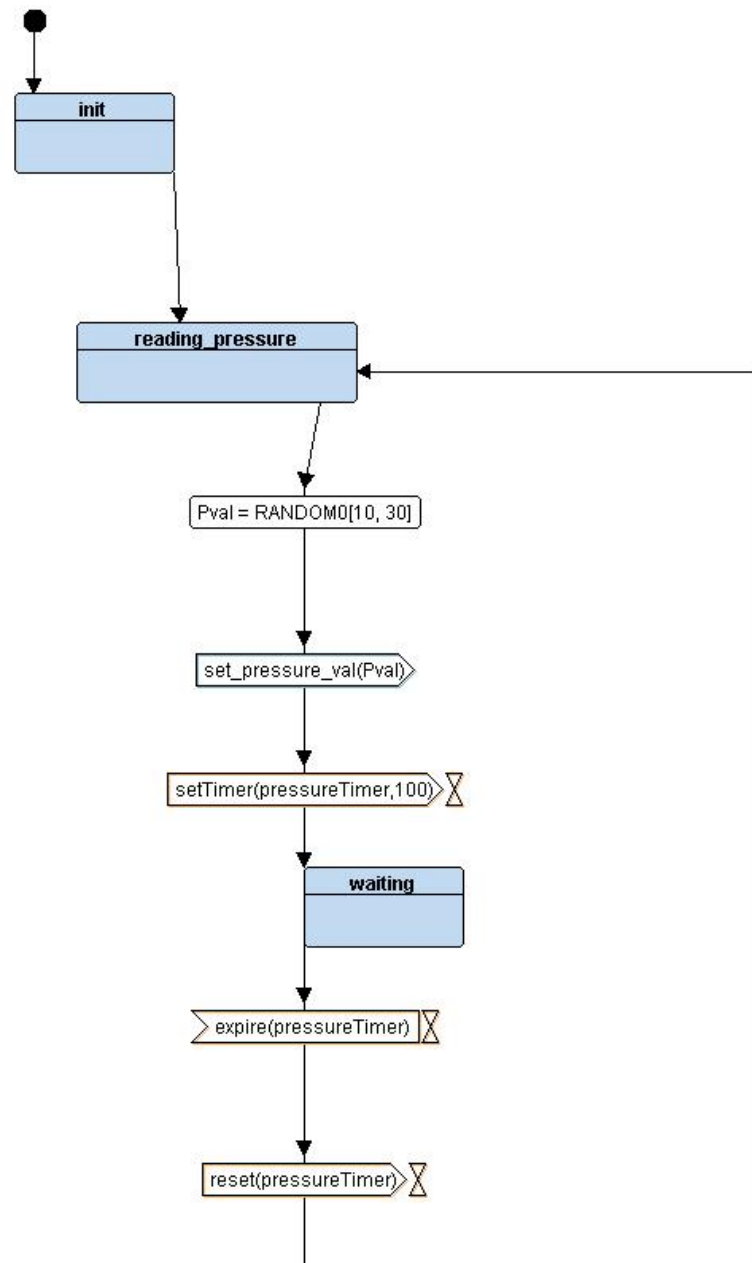 init
reading_pressure
Pval = RANDOM0[10, 30]
set_pressure_val(Pval)
setTimer(pressureTimer,100)
waiting
expire(pressureTimer)
reset(pressureTimer)